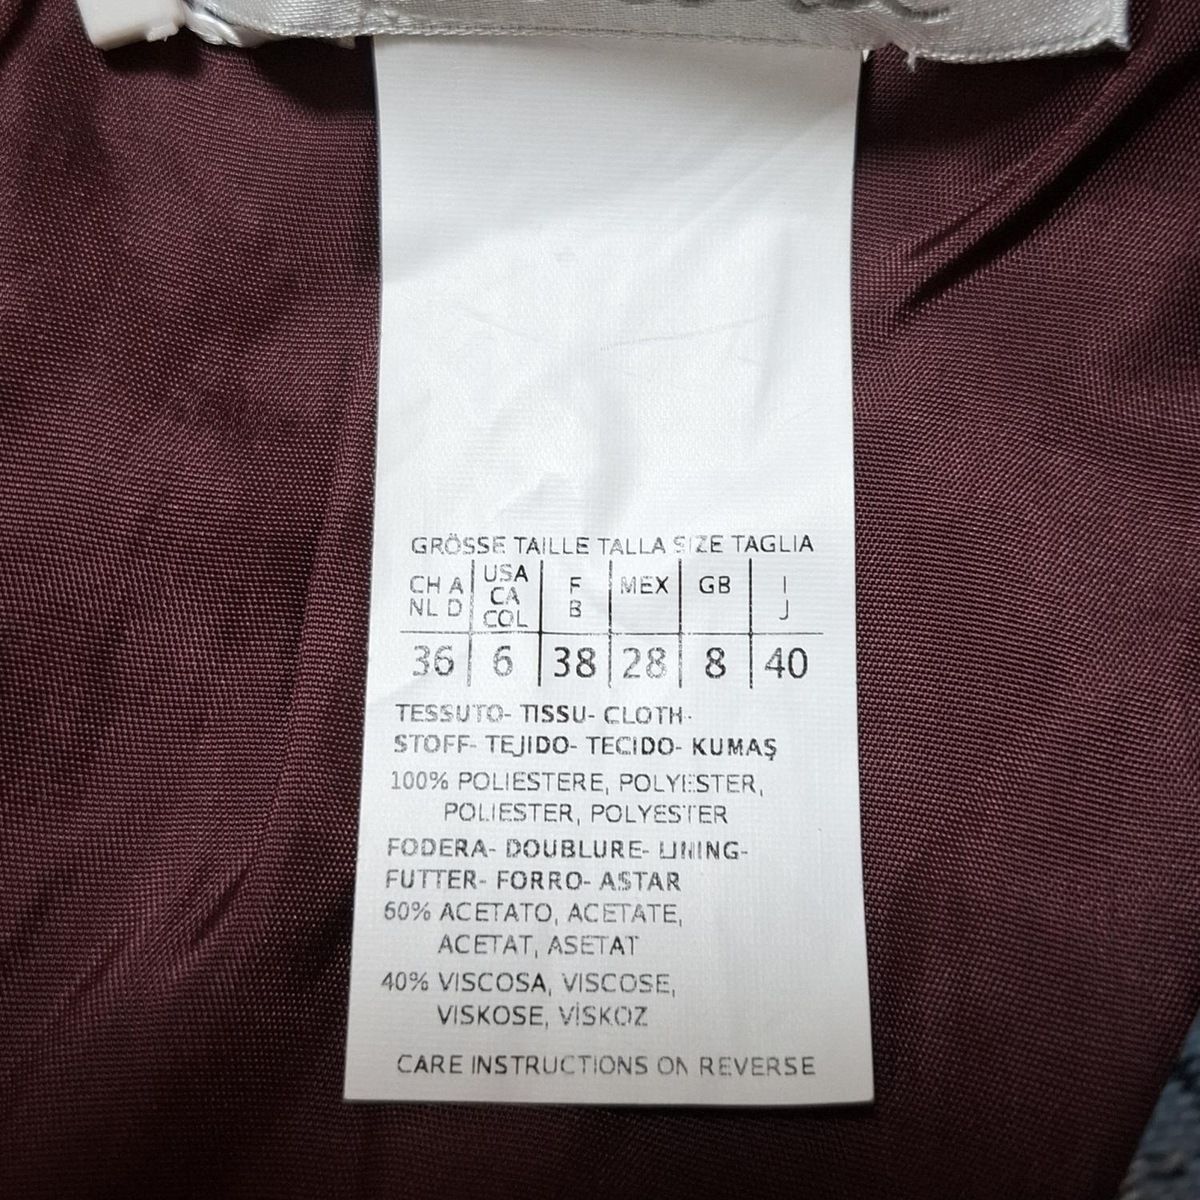 GRÖSSE TAILLE TALLA SIZE TAGLIA
CH A NL D USA CA COL F B MEX GB I J
36 6 38 28 8 40
TESSUTO- TISSU- CLOTH-
STOFF- TEJIDO- TECIDO- KUMAŞ
100% POLIESTERE, POLYESTER,
POLIESTER, POLYESTER
FODERA- DOUBLURE- LINING-
FUTTER- FORRO- ASTAR
60% ACETATO, ACETATE,
ACETAT, ASETAT
40% VISCOSA, VISCOSE,
VISKOSE, VİSKOZ
CARE INSTRUCTIONS ON REVERSE